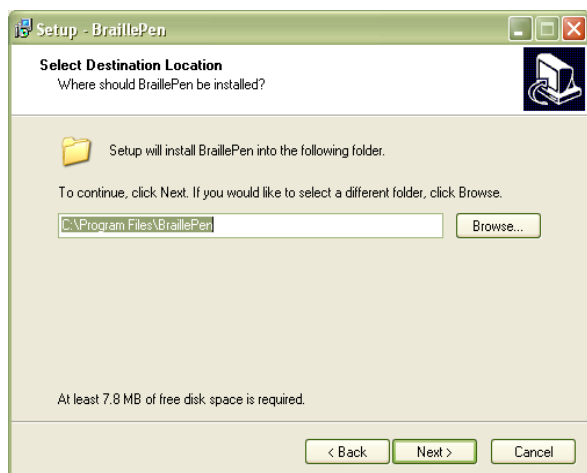 Setup - BraillePen
Select Destination Location
Where should BraillePen be installed?
Setup will install BraillePen into the following folder.
To continue, click Next. If you would like to select a different folder, click Browse.
C:\Program Files\BraillePen
Browse...
At least 7.8 MB of free disk space is required.
< Back
Next >
Cancel